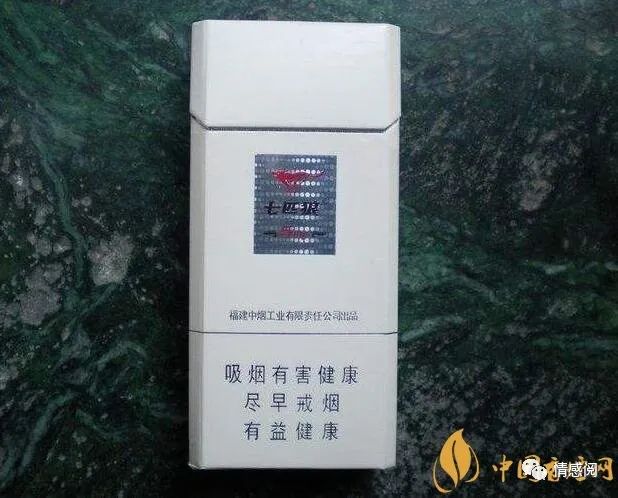 七匹狼
福建中烟工业有限责任公司出品
吸烟有害健康
尽早戒烟
有益健康
情感阅